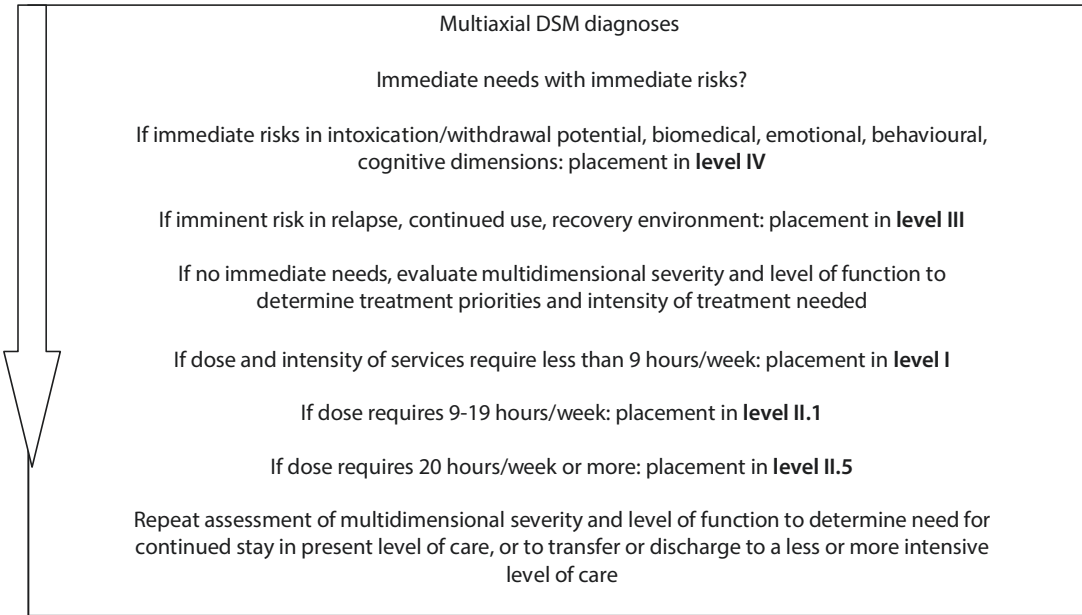 Multiaxial DSM diagnoses
Immediate needs with immediate risks?
If immediate risks in intoxication/withdrawal potential, biomedical, emotional, behavioural,
cognitive dimensions: placement in level IV
If imminent risk in relapse, continued use, recovery environment: placement in level III
If no immediate needs, evaluate multidimensional severity and level of function to
determine treatment priorities and intensity of treatment needed
If dose and intensity of services require less than 9 hours/week: placement in level I
If dose requires 9-19 hours/week: placement in level II.1
If dose requires 20 hours/week or more: placement in level II.5
Repeat assessment of multidimensional severity and level of function to determine need for
continued stay in present level of care, or to transfer or discharge to a less or more intensive
level of care